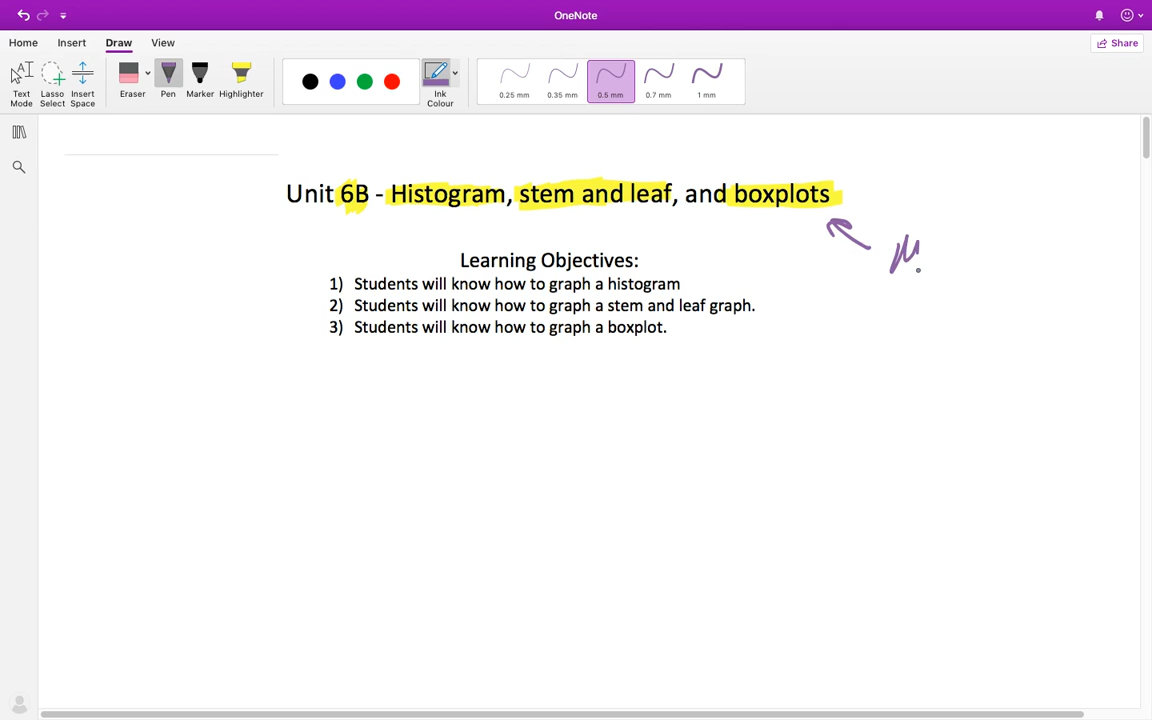 OneNote
Home Insert Draw View
Share
Text Mode
Lasso Select
Insert Space
Eraser
Pen
Marker
Highlighter
Ink Colour
0.25 mm
0.35 mm
0.5 mm
0.7 mm
1 mm
Unit 6B - Histogram, stem and leaf, and boxplots
Learning Objectives:
1) Students will know how to graph a histogram
2) Students will know how to graph a stem and leaf graph.
3) Students will know how to graph a boxplot.